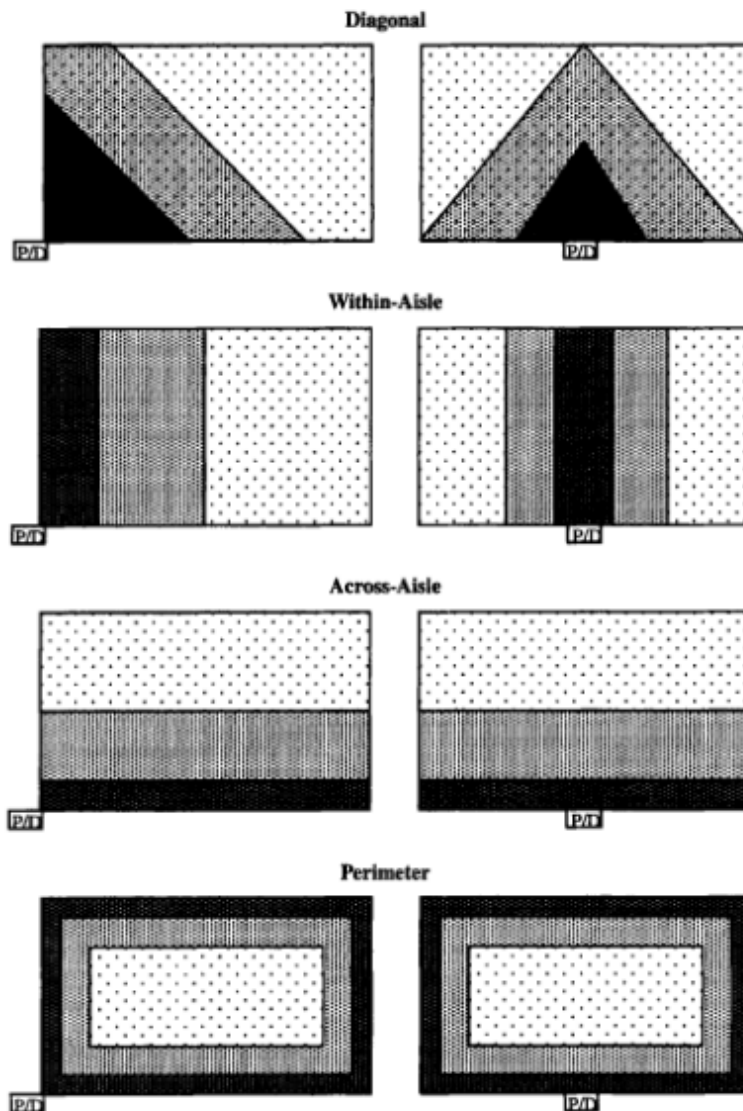 Diagonal
P/D
P/D
Within-Aisle
P/D
P/D
Across-Aisle
P/D
P/D
Perimeter
P/D
P/D